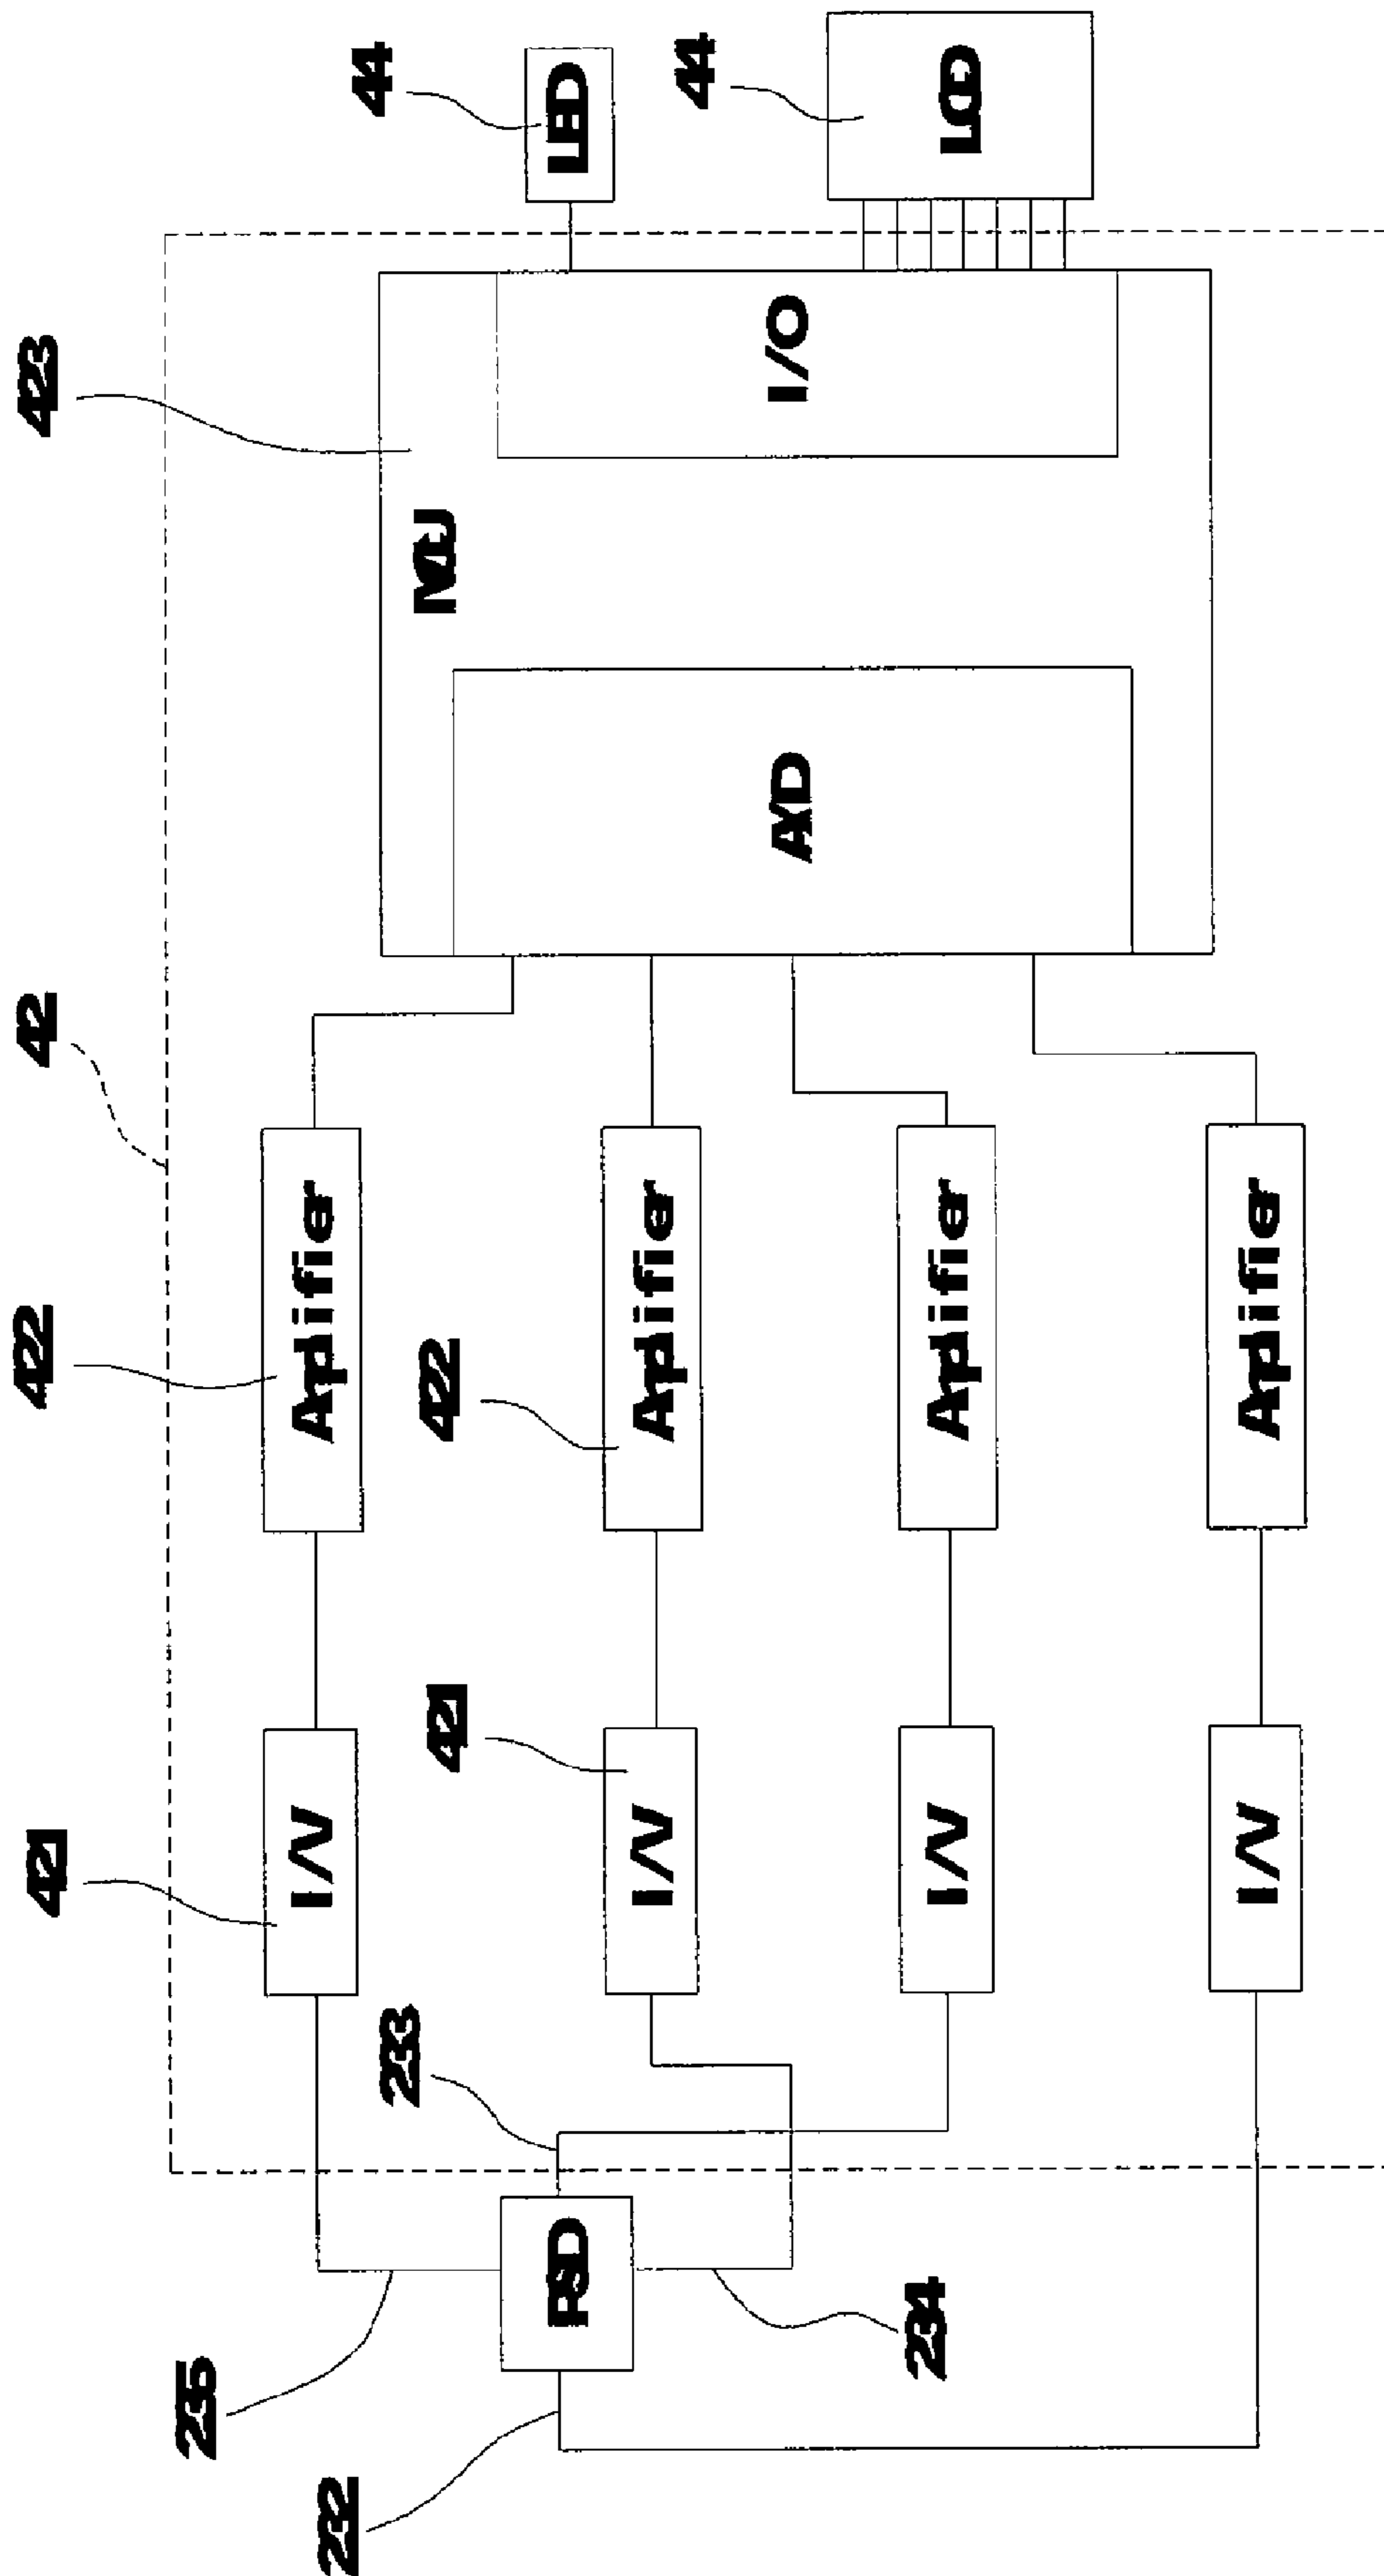 421
422
42
423
235
I/V
Amplifier
232
44
233
421
422
MCU
PSD
LED
I/V
Amplifier
44
A/D
I/O
234
I/V
Amplifier
LCD
I/V
Amplifier